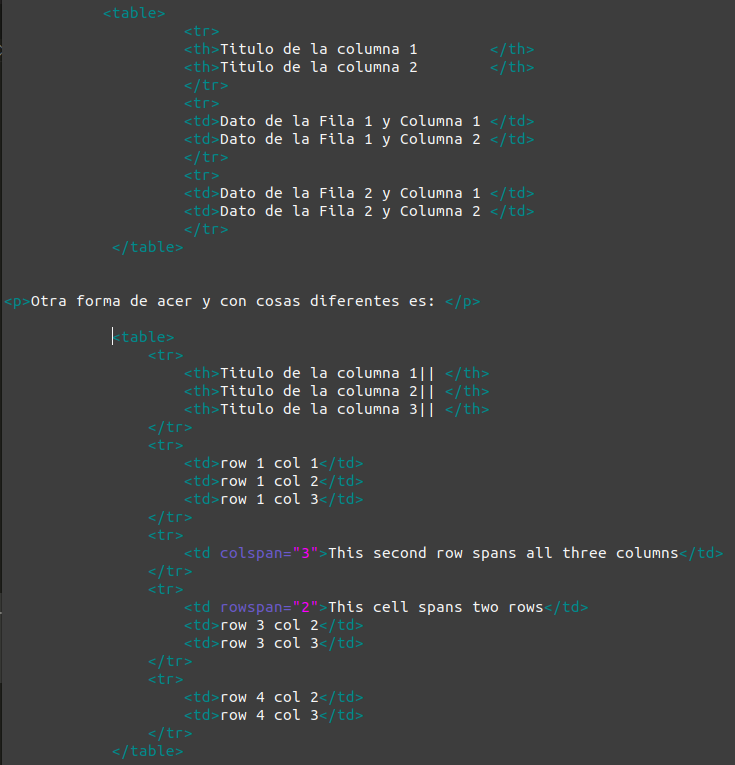 <table>
<tr>
<th>Titulo de la columna 1        </th>
<th>Titulo de la columna 2        </th>
</tr>
<tr>
<td>Dato de la Fila 1 y Columna 1 </td>
<td>Dato de la Fila 1 y Columna 2 </td>
</tr>
<tr>
<td>Dato de la Fila 2 y Columna 1 </td>
<td>Dato de la Fila 2 y Columna 2 </td>
</tr>
</table>
<p>Otra forma de acer y con cosas diferentes es: </p>
<table>
<tr>
<th>Titulo de la columna 1|| </th>
<th>Titulo de la columna 2|| </th>
<th>Titulo de la columna 3|| </th>
</tr>
<tr>
<td>row 1 col 1</td>
<td>row 1 col 2</td>
<td>row 1 col 3</td>
</tr>
<tr>
<td colspan="3">This second row spans all three columns</td>
</tr>
<tr>
<td rowspan="2">This cell spans two rows</td>
<td>row 3 col 2</td>
<td>row 3 col 3</td>
</tr>
<tr>
<td>row 4 col 2</td>
<td>row 4 col 3</td>
</tr>
</table>